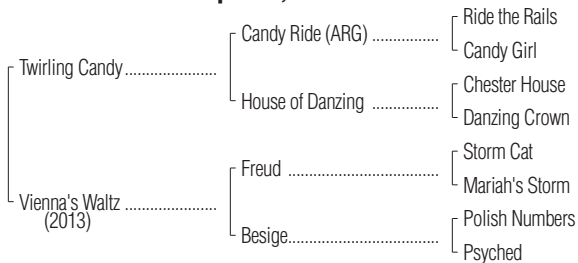 Ride the Rails
Candy Ride (ARG) ................
Candy Girl
Twirling Candy ......................
Chester House
House of Danzing ................
Danzing Crown
Storm Cat
Freud ....................................
Mariah's Storm
Vienna's Waltz ......................
(2013)
Polish Numbers
Besige....................................
Psyched